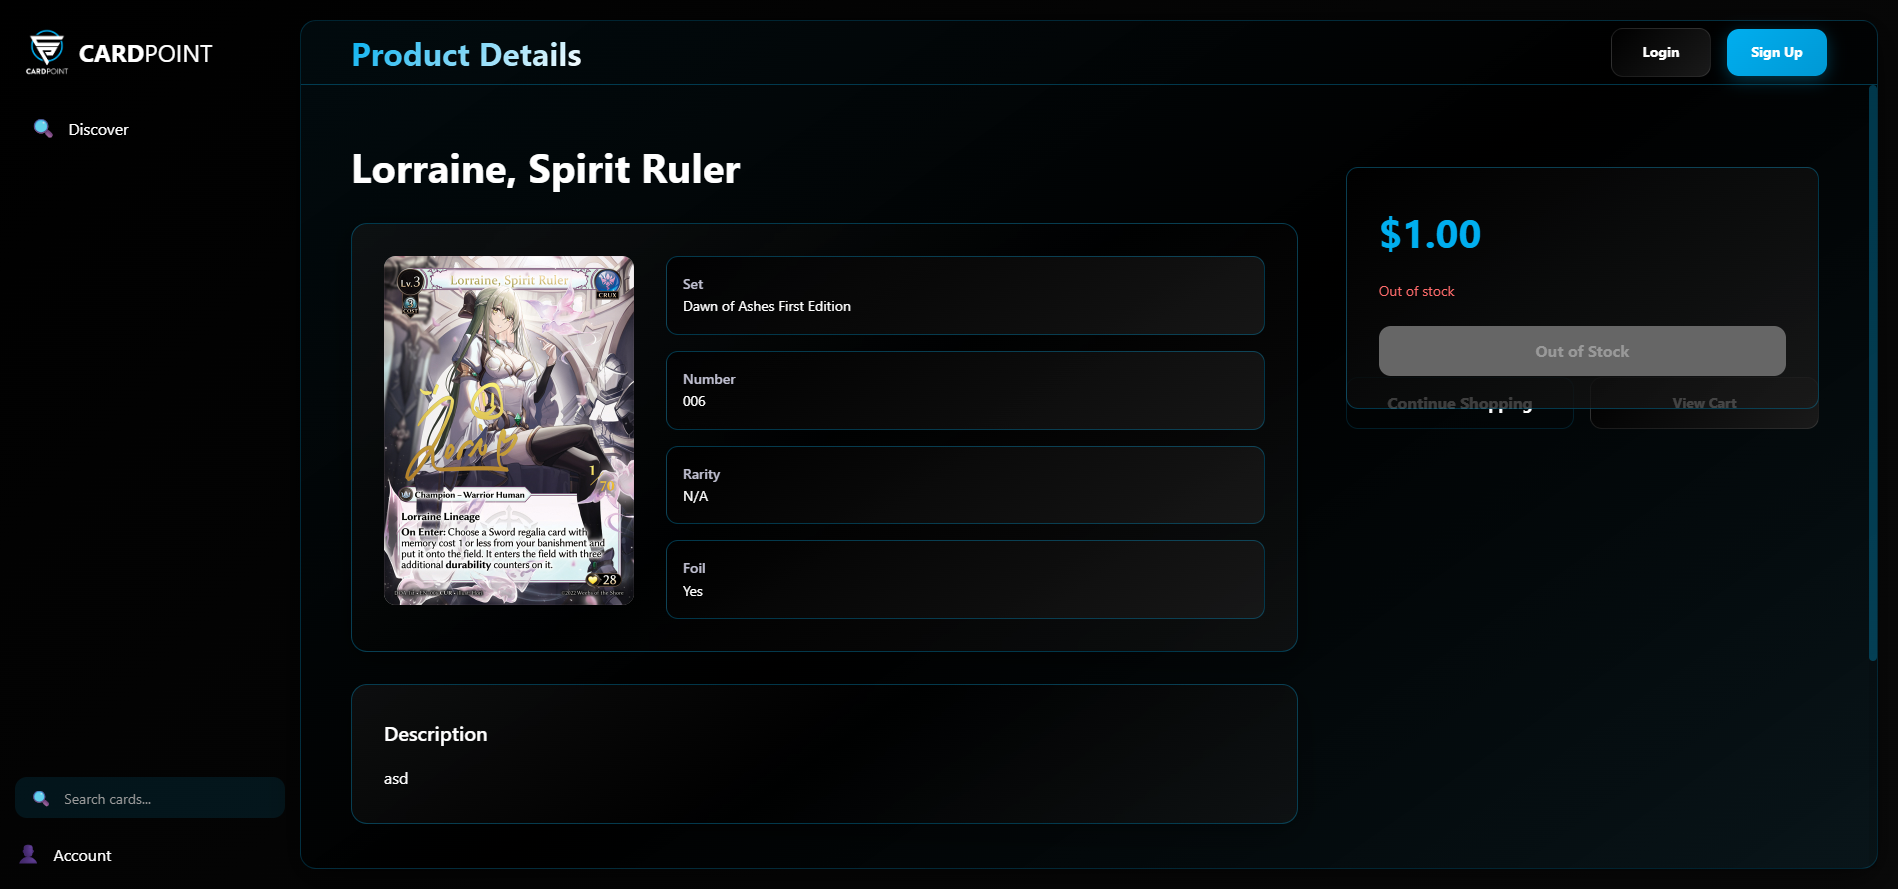 CARDPOINT
CARDPOINT
Discover
Search cards...
Account
Product Details
Login
Sign Up
Lorraine, Spirit Ruler
Lv.3
Lorraine, Spirit Ruler
CRUX
COST
1
Champion – Warrior Human
Lorraine Lineage
On Enter: Choose a Sword regalia card with
memory cost 1 or less from your banishment and
put it onto the field. It enters the field with three
additional durability counters on it.
28
Set
Dawn of Ashes First Edition
Number
006
Rarity
N/A
Foil
Yes
Description
asd
$1.00
Out of stock
Out of Stock
Continue Shopping
View Cart